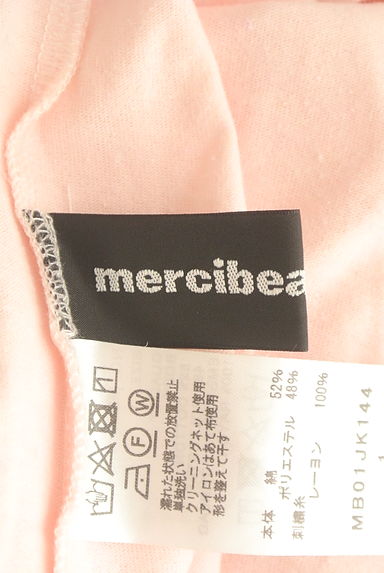 mercibea
濡れた状態での放置禁止
単独洗い
クリーニングネット使用
アイロンはあて布使用
形を整えて干す
本体 綿 52%
ポリエステル 48%
刺繍糸 レーヨン 100%
MB01JK144
1